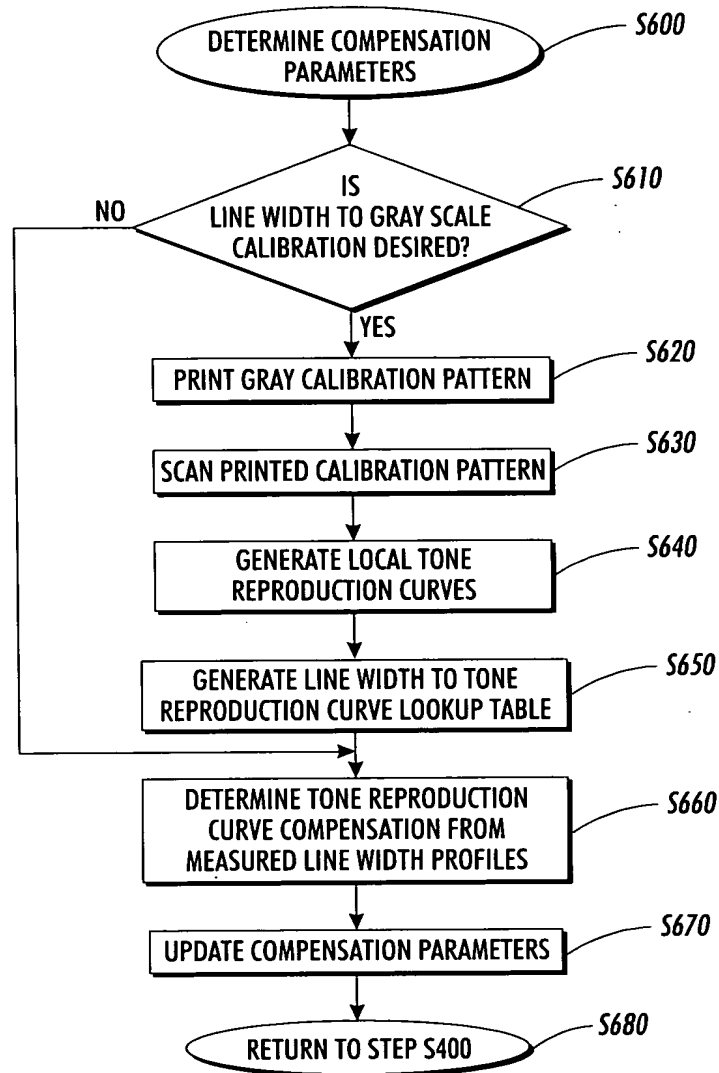 DETERMINE COMPENSATION
PARAMETERS
S600
IS
LINE WIDTH TO GRAY SCALE
CALIBRATION DESIRED?
S610
NO
YES
PRINT GRAY CALIBRATION PATTERN
S620
SCAN PRINTED CALIBRATION PATTERN
S630
GENERATE LOCAL TONE
REPRODUCTION CURVES
S640
GENERATE LINE WIDTH TO TONE
REPRODUCTION CURVE LOOKUP TABLE
S650
DETERMINE TONE REPRODUCTION
CURVE COMPENSATION FROM
MEASURED LINE WIDTH PROFILES
S660
UPDATE COMPENSATION PARAMETERS
S670
RETURN TO STEP S400
S680